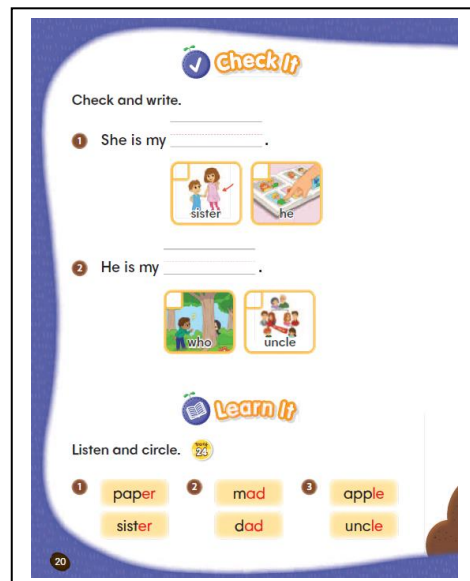 Check It
Check and write.
1 She is my .
sister he
2 He is my .
who uncle
Learn It
Listen and circle. Track 24
1 paper 2 mad 3 apple
sister dad uncle
20